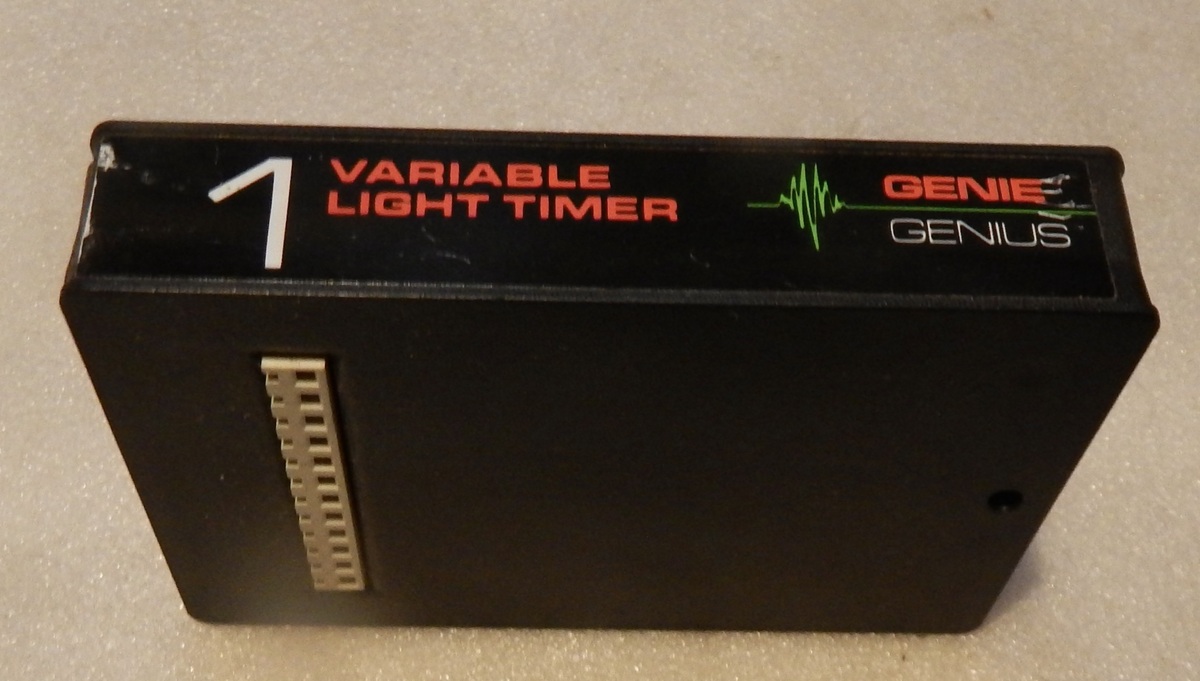 1
VARIABLE
LIGHT TIMER
GENIE
GENIUS